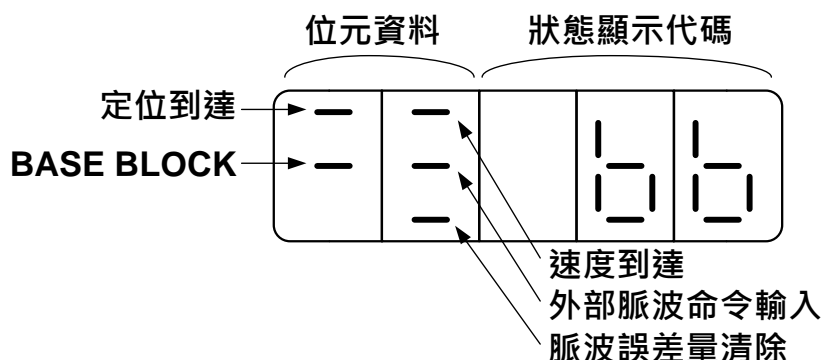 位元資料 狀態顯示代碼
定位到達
BASE BLOCK
bb
速度到達
外部脈波命令輸入
脈波誤差量清除